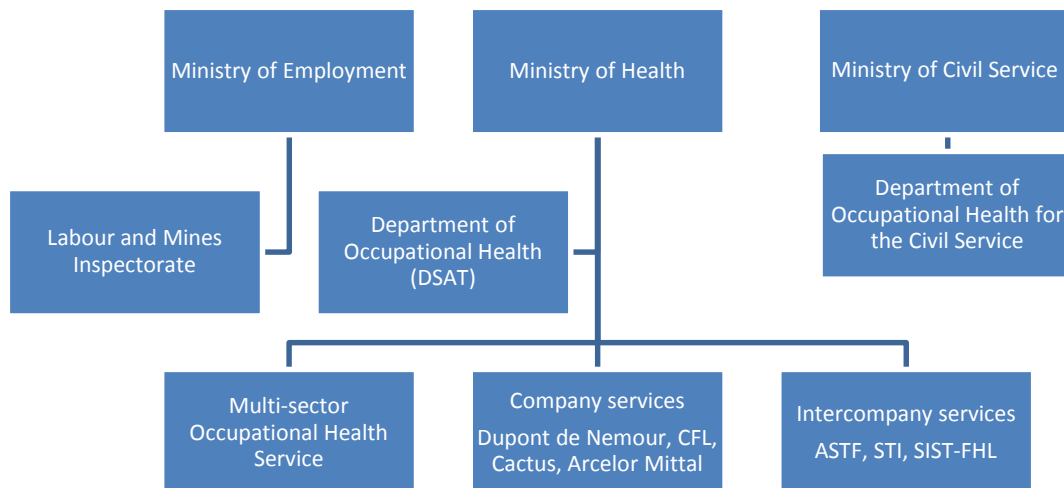 Ministry of Employment
Ministry of Health
Ministry of Civil Service
Labour and Mines
Inspectorate
Department of
Occupational Health
(DSAT)
Department of
Occupational Health for
the Civil Service
Multi-sector
Occupational Health
Service
Company services
Dupont de Nemour, CFL,
Cactus, Arcelor Mittal
Intercompany services
ASTF, STI, SIST-FHL